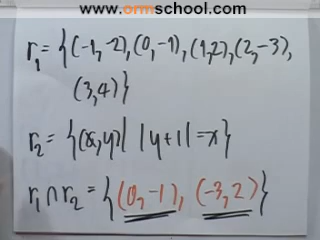 www.ormschool.com
r₁ = {(-1,-2),(0,-1),(1,2),(2,-3),
(3,4)}
r₂ = {(x,y)| |y+1|=x}
r₁∩r₂ = {(0,-1), (-3,2)}